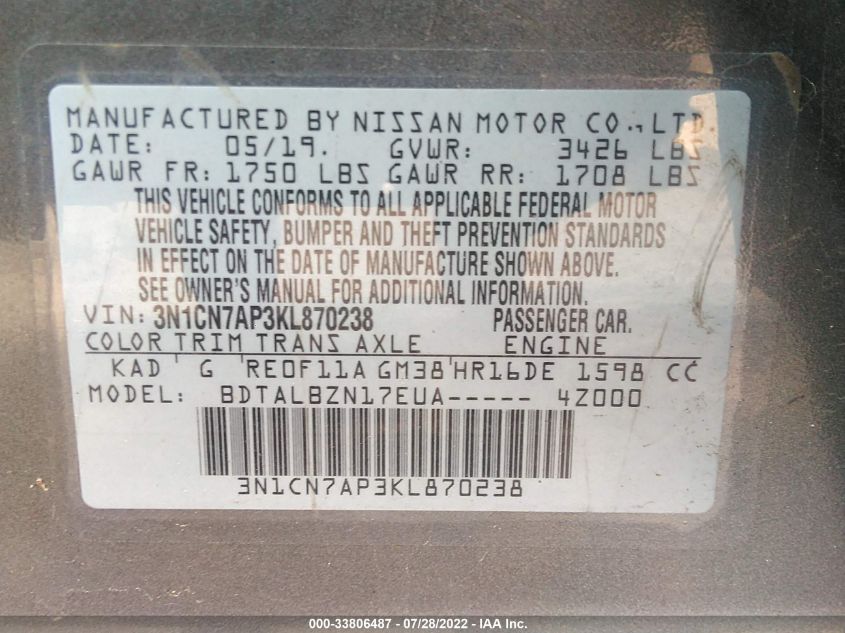 MANUFACTURED BY NISSAN MOTOR CO., LTD.
DATE: 05/19. GVWR: 3426 LBS
GAWR FR: 1750 LBS GAWR RR: 1708 LBS
THIS VEHICLE CONFORMS TO ALL APPLICABLE FEDERAL MOTOR
VEHICLE SAFETY, BUMPER AND THEFT PREVENTION STANDARDS
IN EFFECT ON THE DATE OF MANUFACTURE SHOWN ABOVE.
SEE OWNER'S MANUAL FOR ADDITIONAL INFORMATION.
VIN: 3N1CN7AP3KL870238 PASSENGER CAR.
COLOR TRIM TRANS AXLE ENGINE
KAD ' G ' RE0F11A GM38 ' HR16DE 1598 CC
MODEL: BDTALBZN17EUA----- 4Z000
3N1CN7AP3KL870238
000-33806487 - 07/28/2022 - IAA Inc.